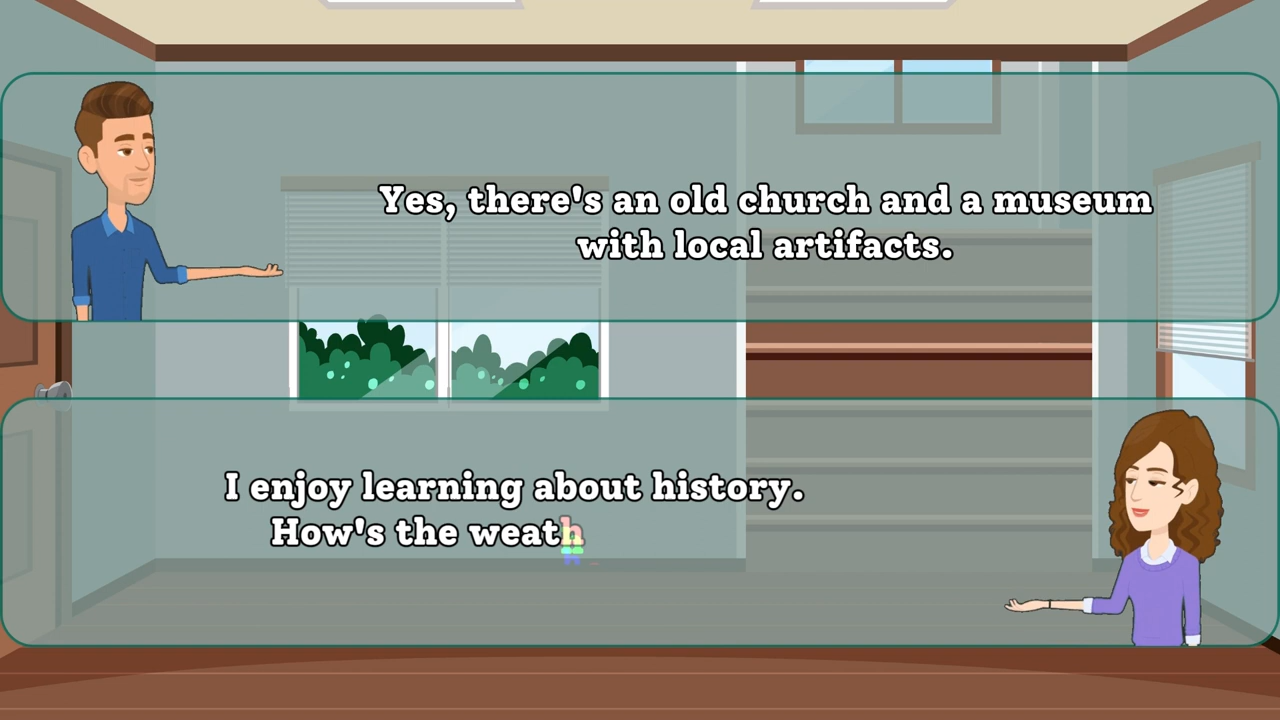 Yes, there's an old church and a museum
with local artifacts.
I enjoy learning about history.
How's the weath